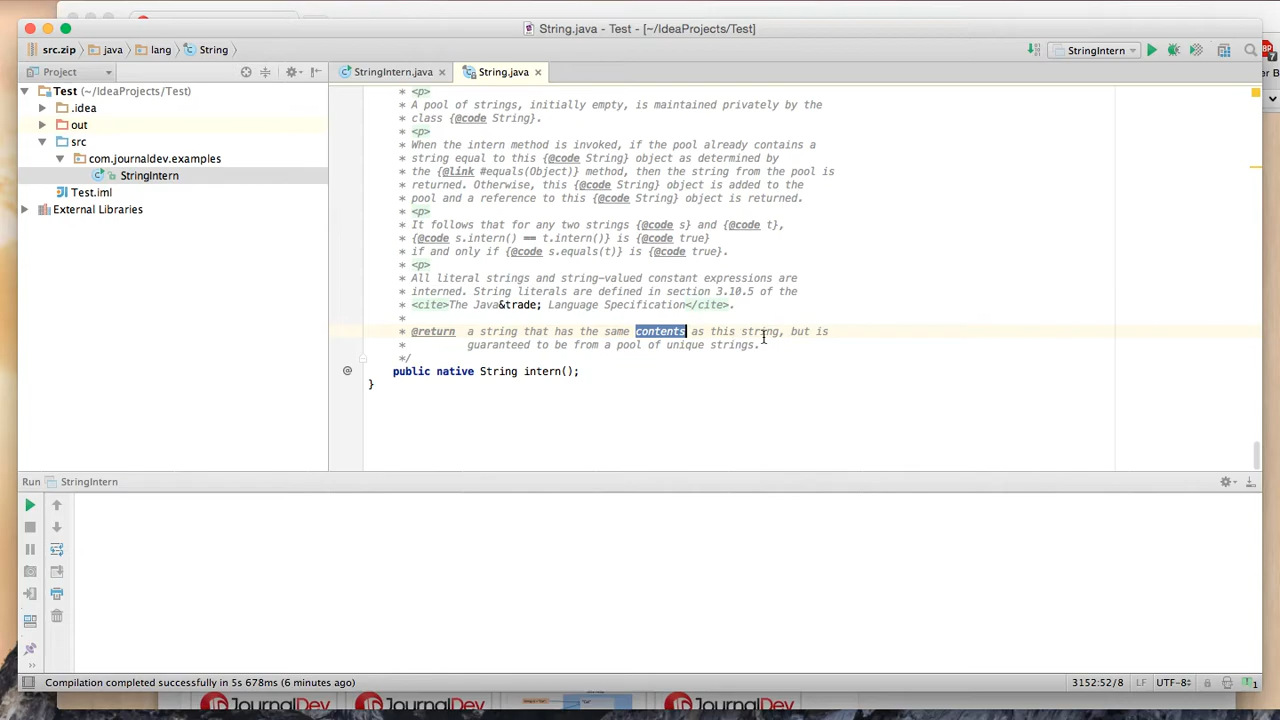 String.java - Test - [~/IdeaProjects/Test]
src.zip java lang String StringIntern
Project StringIntern.java String.java
Test (~/IdeaProjects/Test)
.idea
out
src
com.journaldev.examples
StringIntern
Test.iml
External Libraries
* <p>
* A pool of strings, initially empty, is maintained privately by the
* class {@code String}.
* <p>
* When the intern method is invoked, if the pool already contains a
* string equal to this {@code String} object as determined by
* the {@link #equals(Object)} method, then the string from the pool is
* returned. Otherwise, this {@code String} object is added to the
* pool and a reference to this {@code String} object is returned.
* <p>
* It follows that for any two strings {@code s} and {@code t},
* {@code s.intern() == t.intern()} is {@code true}
* if and only if {@code s.equals(t)} is {@code true}.
* <p>
* All literal strings and string-valued constant expressions are
* interned. String literals are defined in section 3.10.5 of the
* <cite>The Java&trade; Language Specification</cite>.
*
* @return a string that has the same contents as this string, but is
* guaranteed to be from a pool of unique strings.
*/
@ public native String intern();
}
Run StringIntern
Compilation completed successfully in 5s 678ms (6 minutes ago) 3152:52/8 LF UTF-8 1
JournalDev JournalDev JournalDev